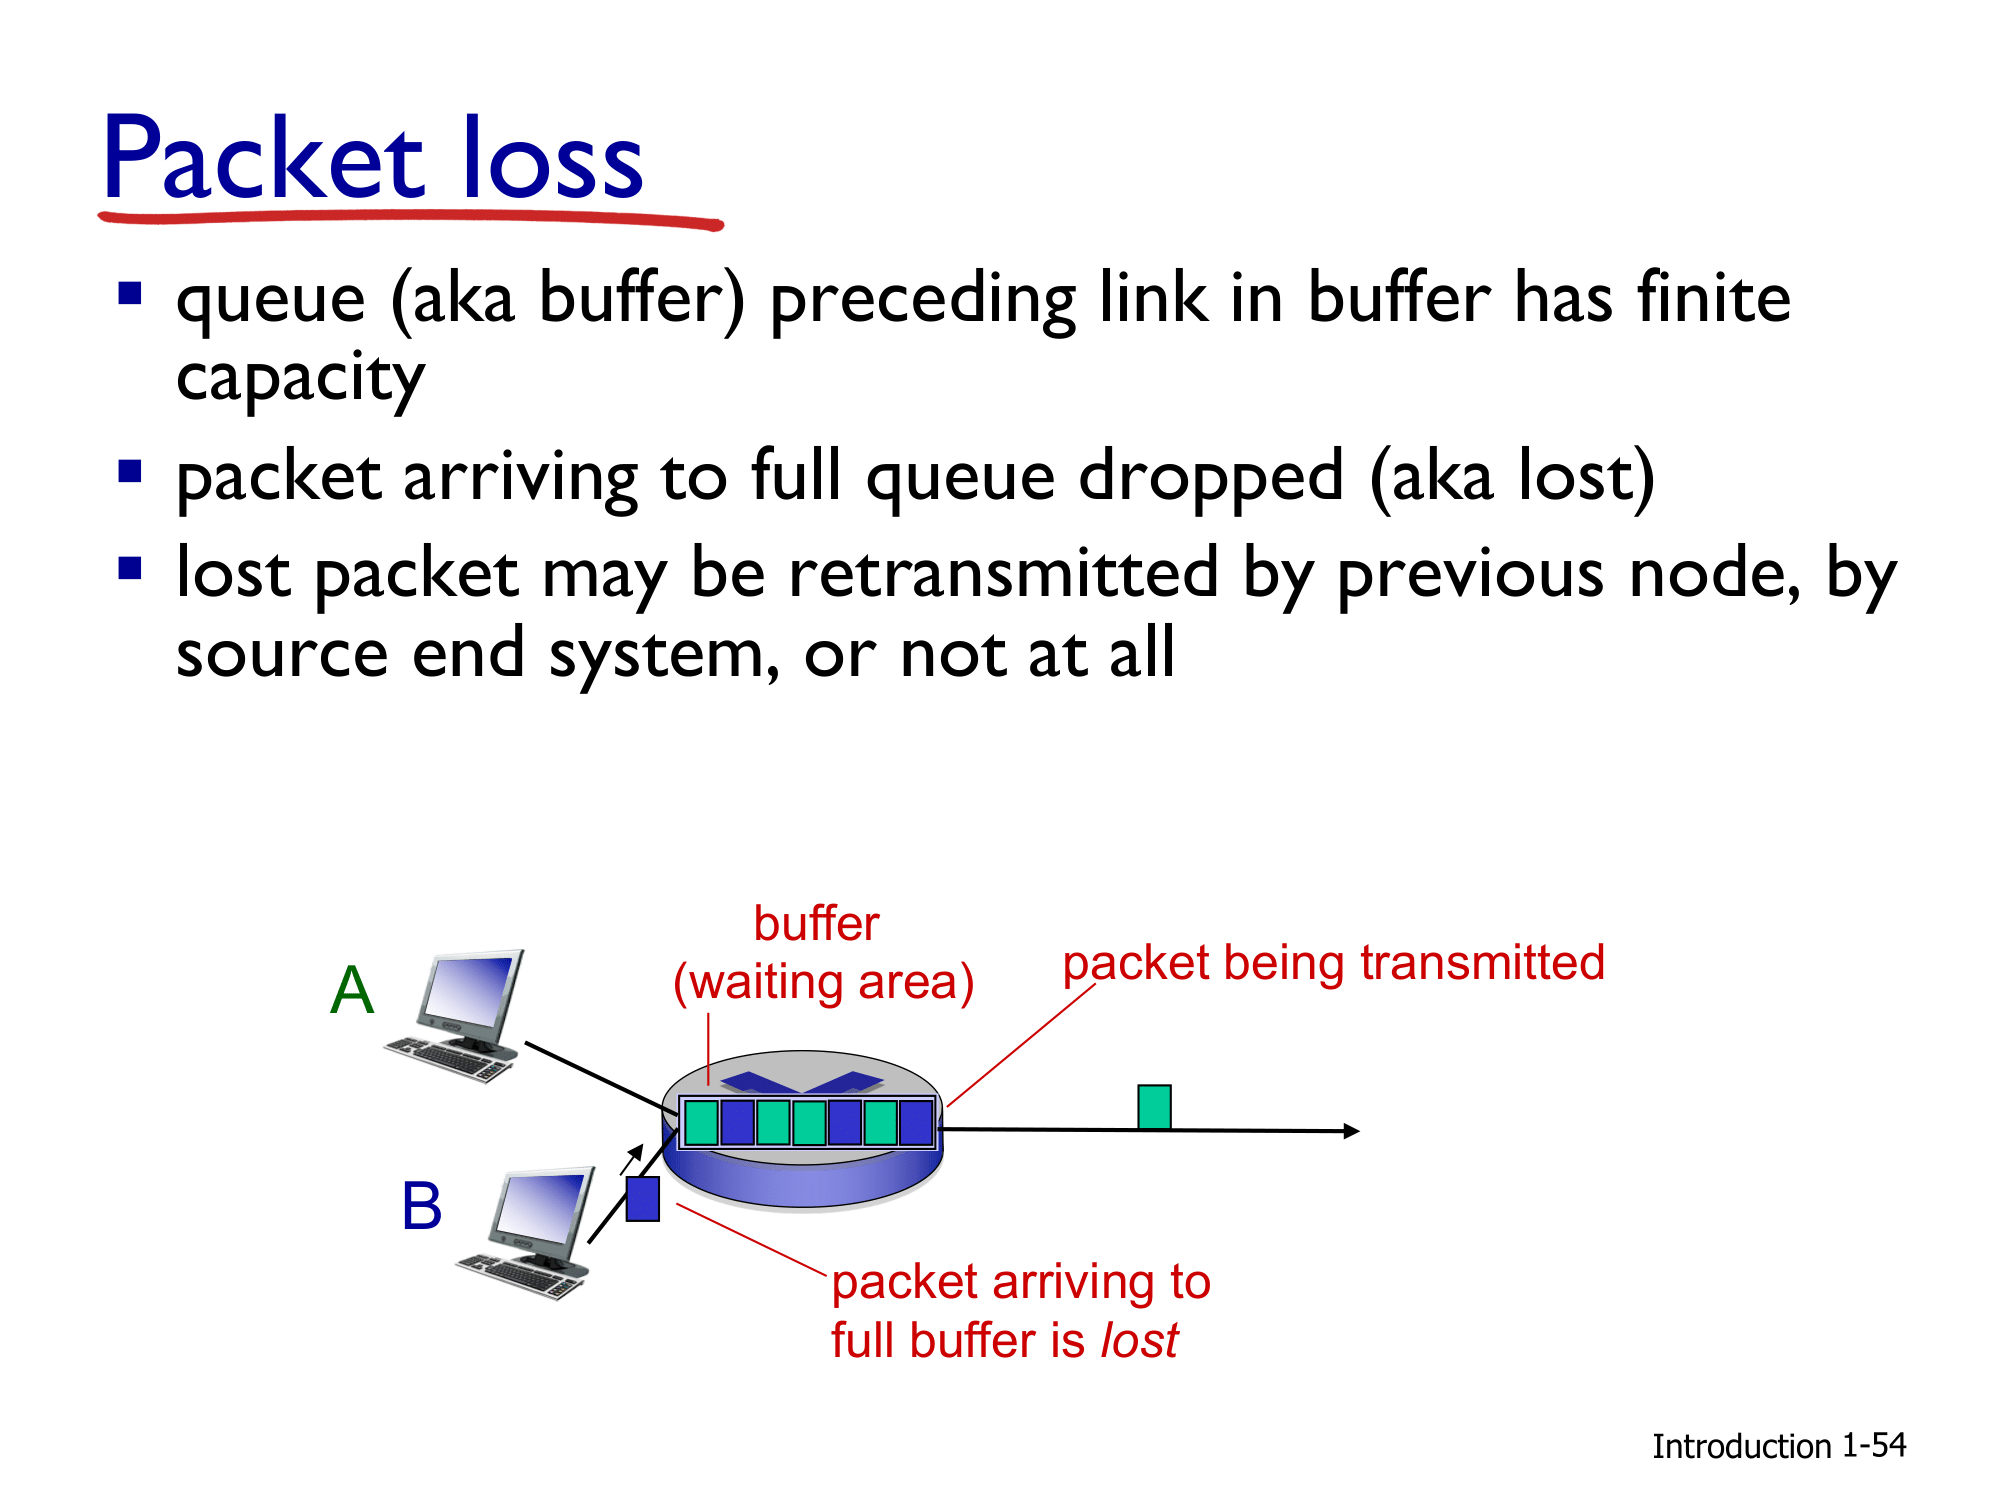 Packet loss
▪ queue (aka buffer) preceding link in buffer has finite
capacity
▪ packet arriving to full queue dropped (aka lost)
▪ lost packet may be retransmitted by previous node, by
source end system, or not at all
buffer
(waiting area)
packet being transmitted
A
B
packet arriving to
full buffer is lost
Introduction 1-54